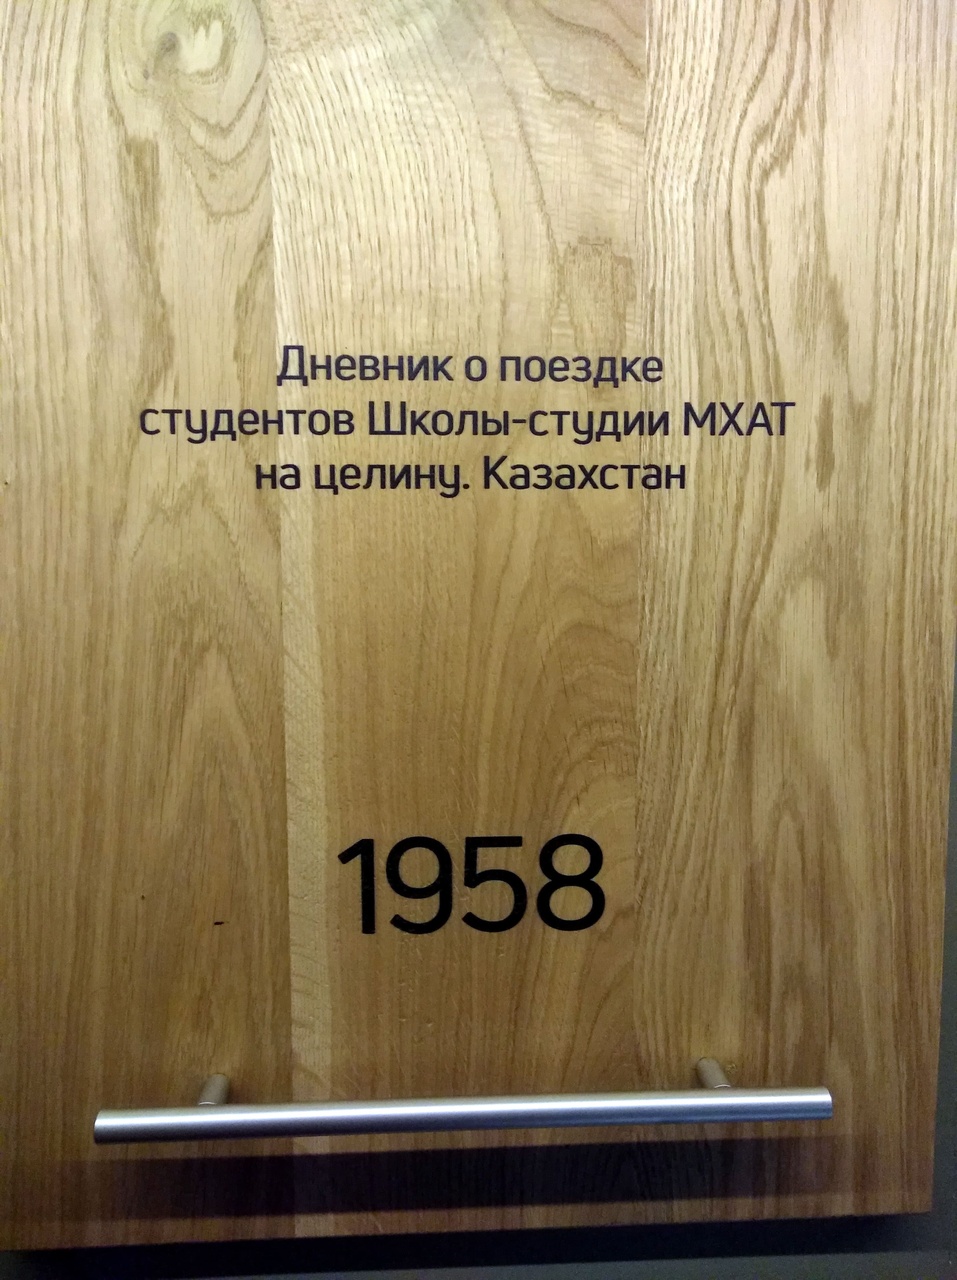 Дневник о поездке
студентов Школы-студии МХАТ
на целину. Казахстан
1958